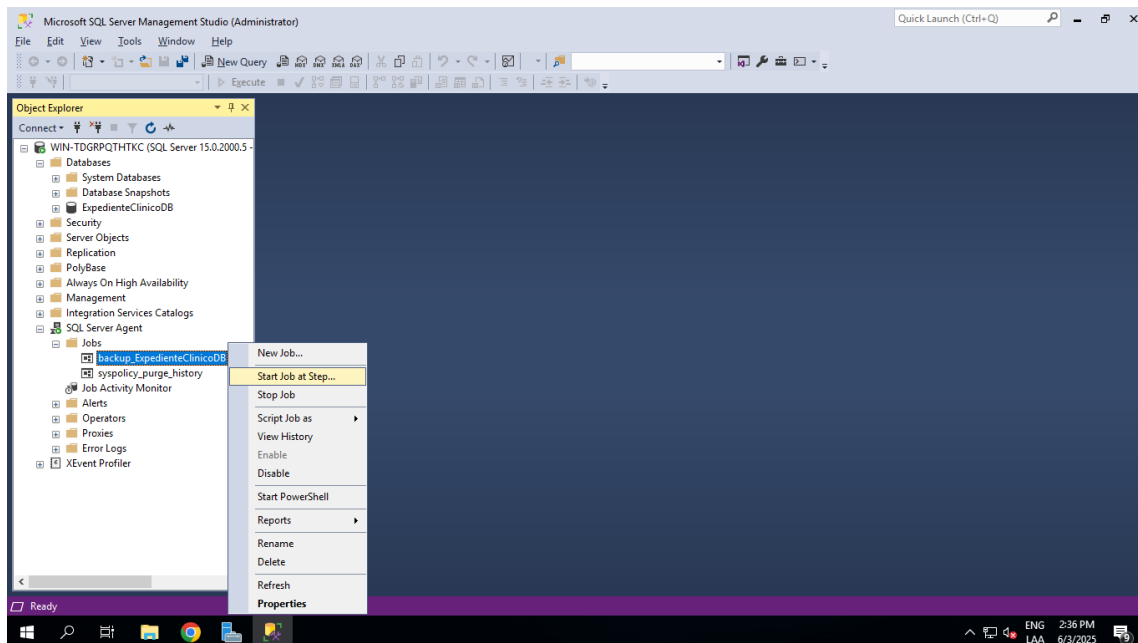 Microsoft SQL Server Management Studio (Administrator)
Quick Launch (Ctrl+Q)
File Edit View Tools Window Help
New Query
Execute
Object Explorer
Connect
WIN-TDGRPQTHTKC (SQL Server 15.0.2000.5 -
Databases
System Databases
Database Snapshots
ExpedienteClinicoDB
Security
Server Objects
Replication
PolyBase
Always On High Availability
Management
Integration Services Catalogs
SQL Server Agent
Jobs
backup_ExpedienteClinicoDB
syspolicy_purge_history
Job Activity Monitor
Alerts
Operators
Proxies
Error Logs
XEvent Profiler
New Job...
Start Job at Step...
Stop Job
Script Job as
View History
Enable
Disable
Start PowerShell
Reports
Rename
Delete
Refresh
Properties
Ready
ENG 2:36 PM
LAA 6/3/2025